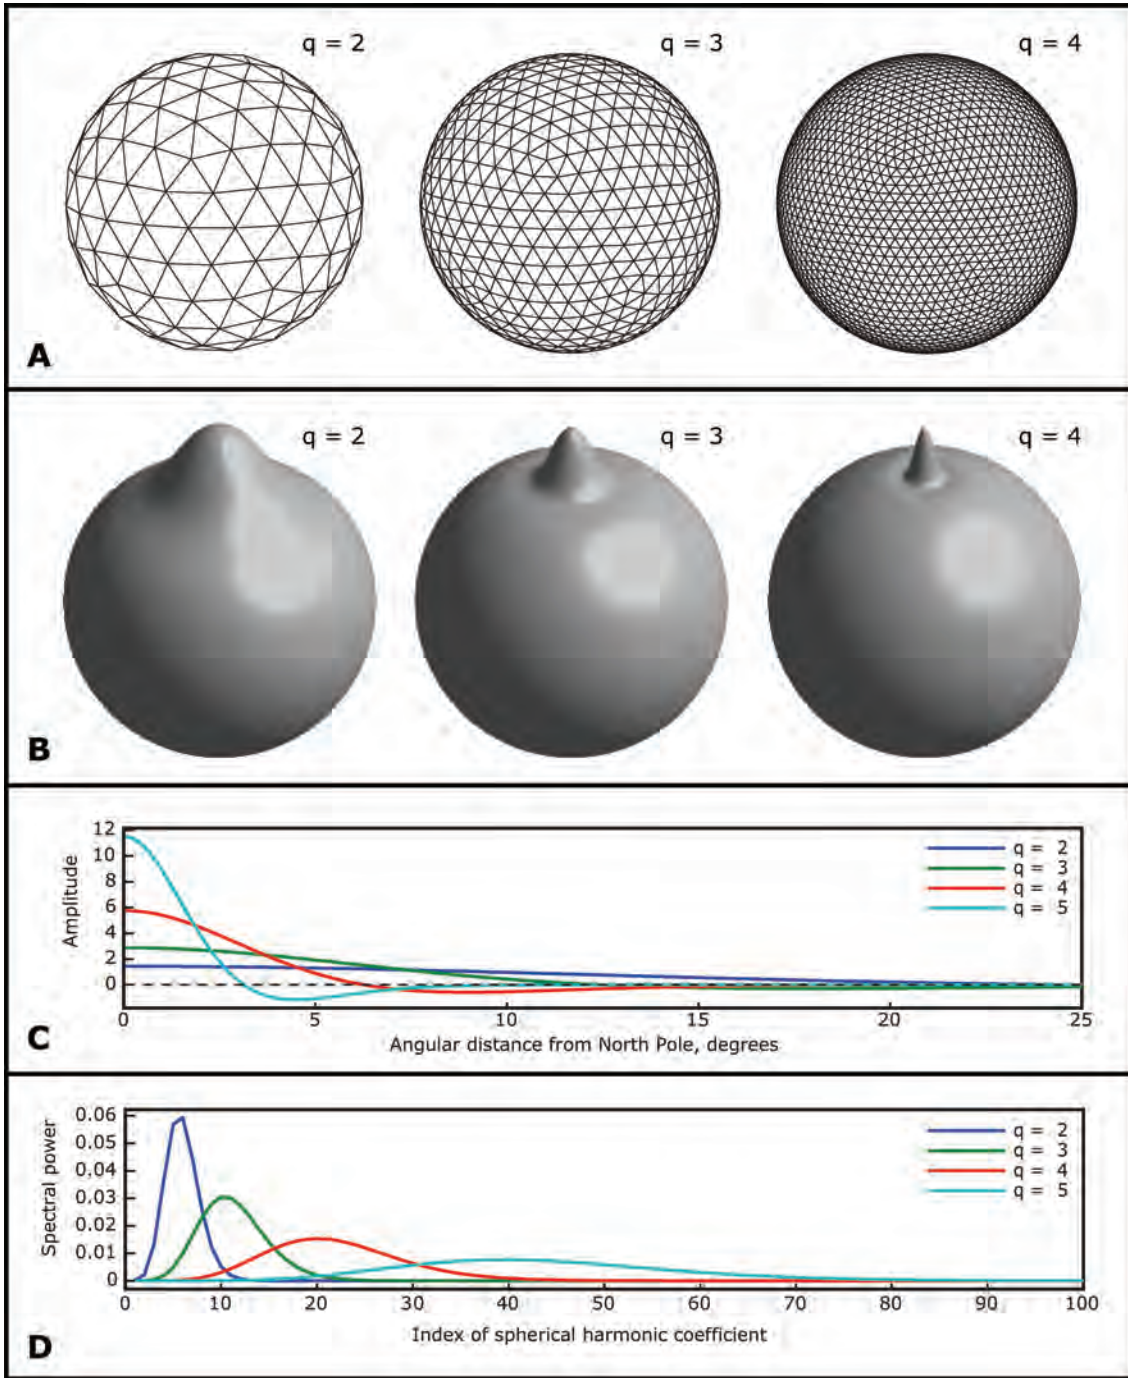 q = 2
q = 3
q = 4
A
q = 2
q = 3
q = 4
B
12
10
8
6
4
2
0
Amplitude
q = 2
q = 3
q = 4
q = 5
0 5 10 15 20 25
Angular distance from North Pole, degrees
C
0.06
0.05
0.04
0.03
0.02
0.01
0
Spectral power
q = 2
q = 3
q = 4
q = 5
0 10 20 30 40 50 60 70 80 90 100
Index of spherical harmonic coefficient
D